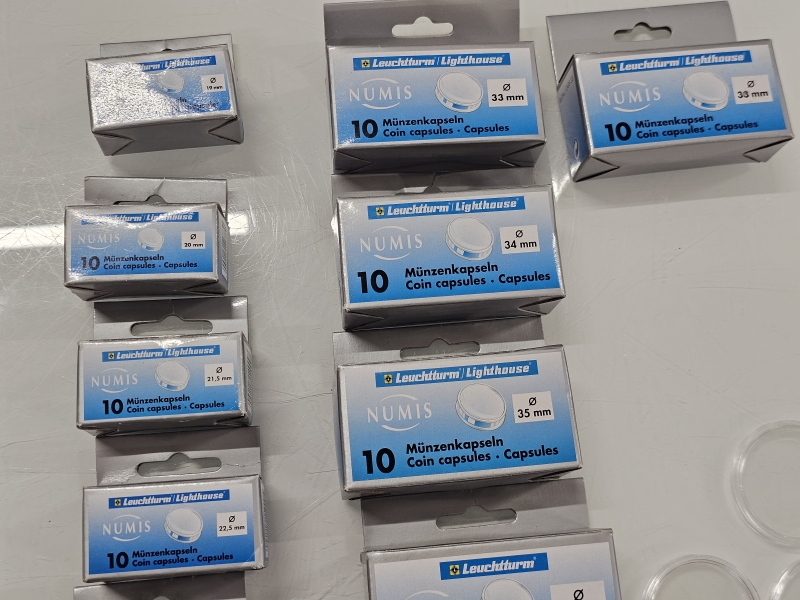 Lighthouse
Ø
19 mm
Leuchtturm/Lighthouse
NUMIS
Ø
20 mm
10 Münzenkapseln
Coin capsules · Capsules
Leuchtturm/Lighthouse
NUMIS
Ø
21,5 mm
10 Münzenkapseln
Coin capsules · Capsules
Leuchtturm/Lighthouse
NUMIS
Ø
22,5 mm
10 Münzenkapseln
Coin capsules · Capsules
Leuchtturm/Lighthouse
NUMIS
Ø
33 mm
10 Münzenkapseln
Coin capsules · Capsules
Leuchtturm/Lighthouse
NUMIS
Ø
34 mm
10 Münzenkapseln
Coin capsules · Capsules
Leuchtturm/Lighthouse
NUMIS
Ø
35 mm
10 Münzenkapseln
Coin capsules · Capsules
Leuchtturm
Ø
Leuchtturm/Lighthouse
NUMIS
Ø
33 mm
10 Münzenkapseln
Coin capsules · Capsules